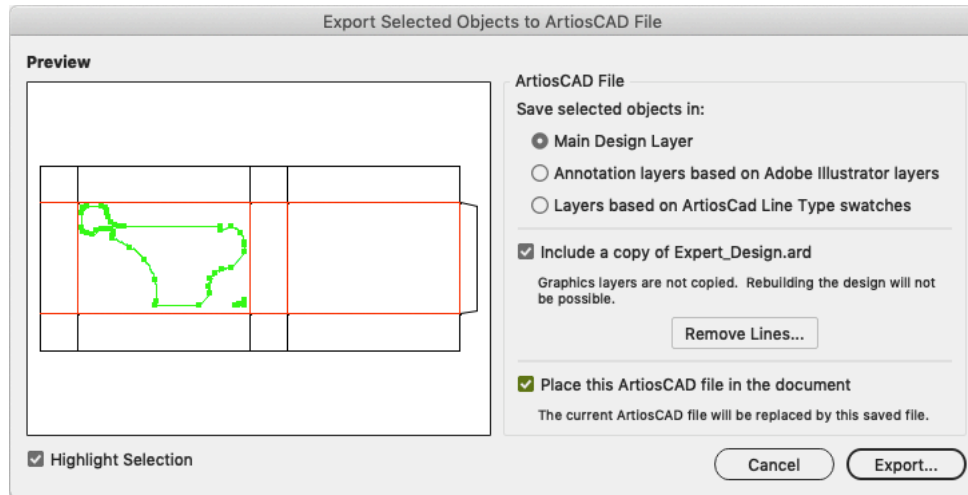 Export Selected Objects to ArtiosCAD File
Preview
ArtiosCAD File
Save selected objects in:
Main Design Layer
Annotation layers based on Adobe Illustrator layers
Layers based on ArtiosCad Line Type swatches
Include a copy of Expert_Design.ard
Graphics layers are not copied. Rebuilding the design will not
be possible.
Remove Lines...
Place this ArtiosCAD file in the document
The current ArtiosCAD file will be replaced by this saved file.
Highlight Selection
Cancel
Export...